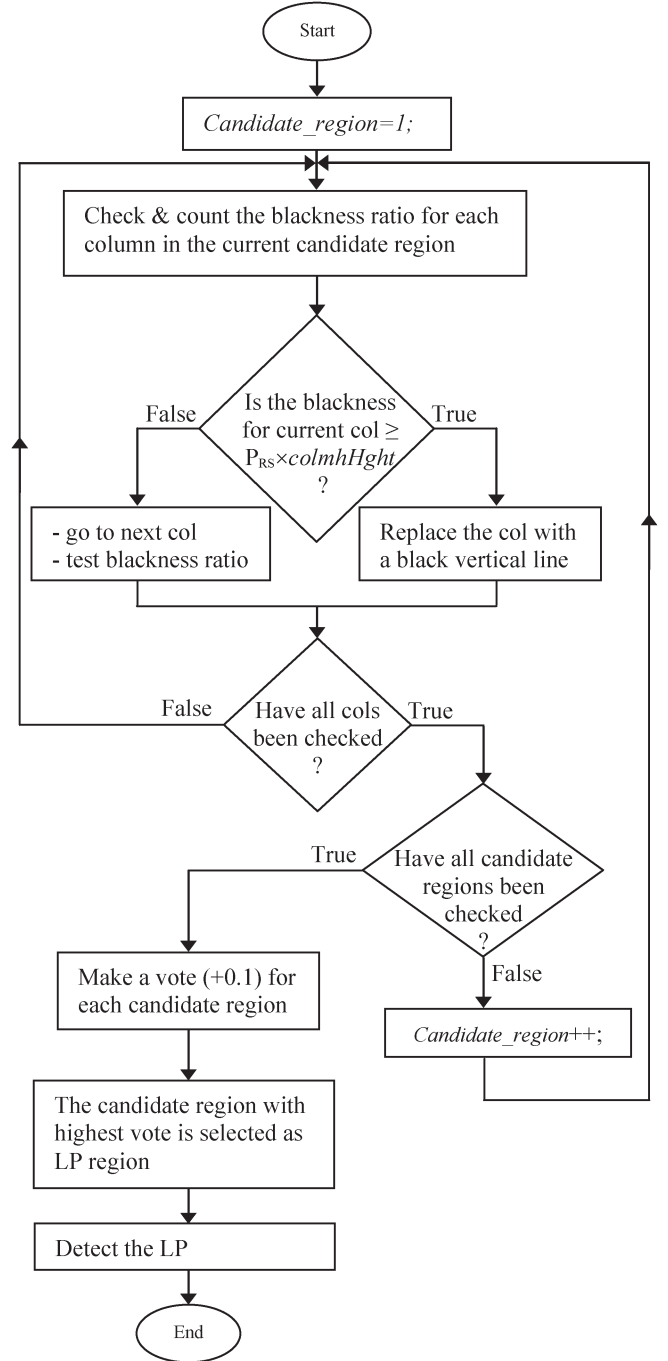 Start
Candidate_region=1;
Check & count the blackness ratio for each
column in the current candidate region
False
True
Is the blackness
for current col ≥
PRS×colmhHght
?
- go to next col
- test blackness ratio
Replace the col with
a black vertical line
False
True
Have all cols
been checked
?
True
Have all candidate
regions been
checked
?
False
Make a vote (+0.1) for
each candidate region
Candidate_region++;
The candidate region with
highest vote is selected as
LP region
Detect the LP
End